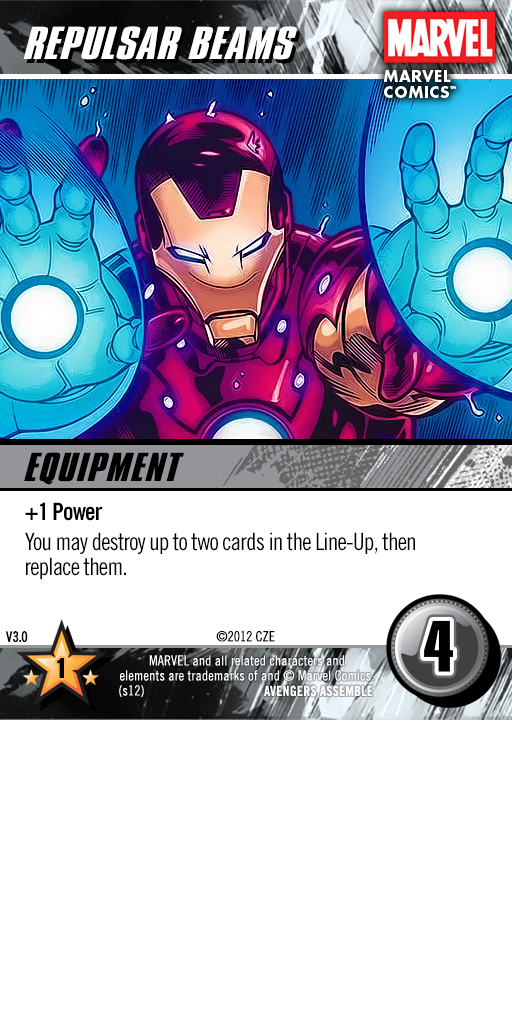 REPULSAR BEAMS
MARVEL
MARVEL
COMICS™
EQUIPMENT
+1 Power
You may destroy up to two cards in the Line-Up, then
replace them.
V3.0
©2012 CZE
4
1
MARVEL and all related characters and
elements are trademarks of and © Marvel Comics.
(s12)
AVENGERS ASSEMBLE